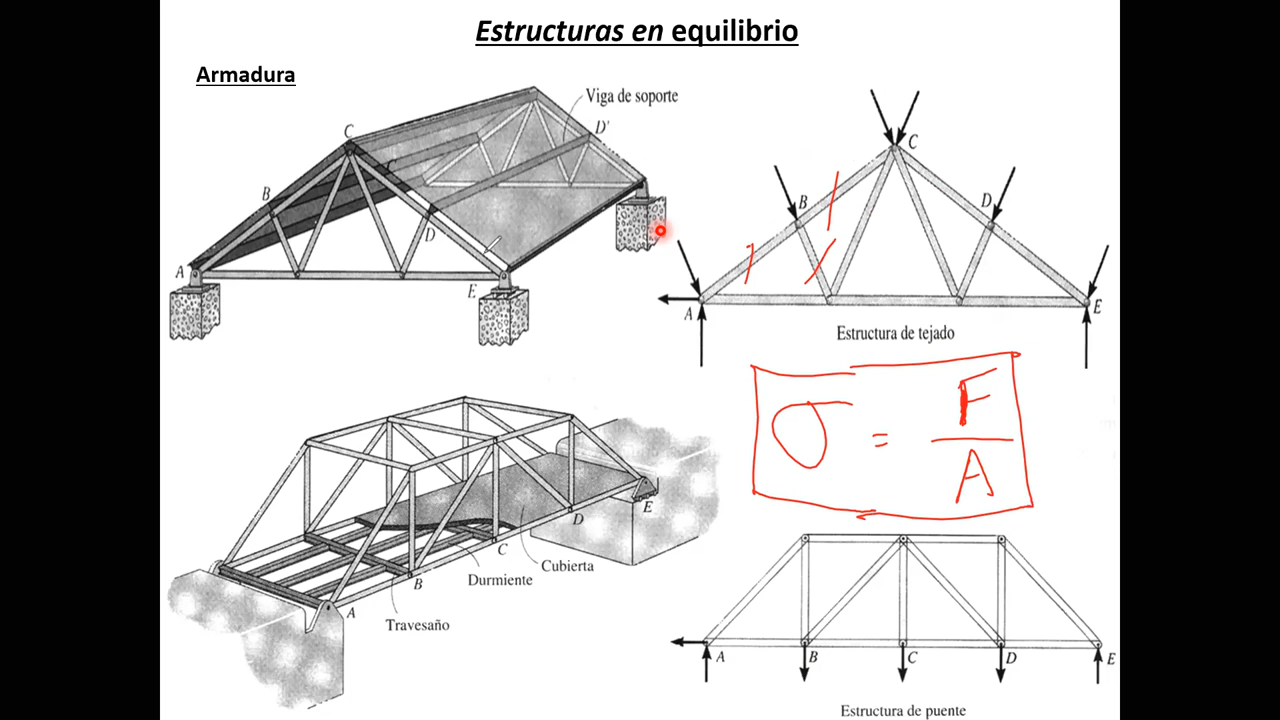 Estructuras en equilibrio
Armadura
Viga de soporte
C
D'
C
B
D
A
E
C
B
D
A
E
Estructura de tejado
σ = F
A
E
D
C
Cubierta
B
Durmiente
A
Travesaño
A B C D E
Estructura de puente